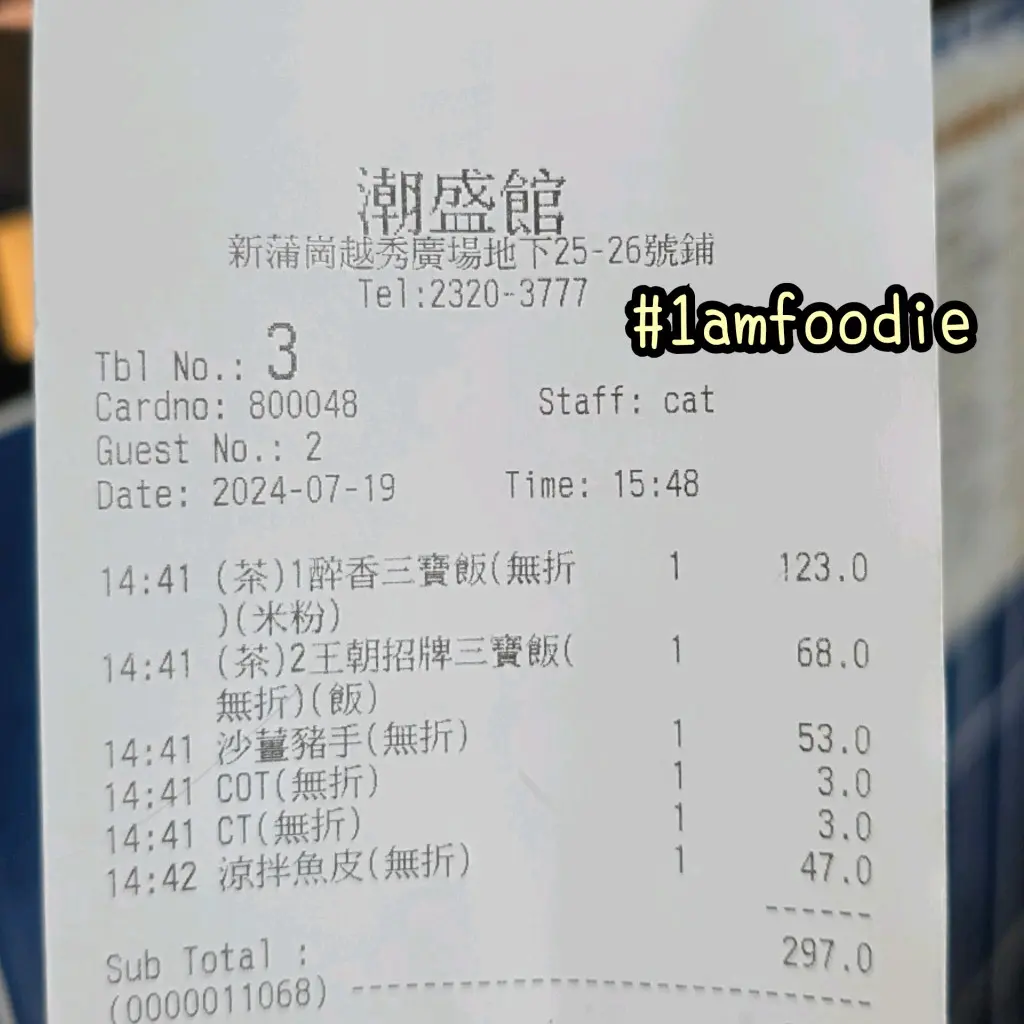 潮盛館
新蒲崗越秀廣場地下25-26號鋪
Tel:2320-3777
#1amfoodie
Tbl No.: 3
Cardno: 800048 Staff: cat
Guest No.: 2
Date: 2024-07-19 Time: 15:48
14:41 (茶)1醉香三寶飯(無折 1 123.0
)(米粉)
14:41 (茶)2王朝招牌三寶飯( 1 68.0
無折)(飯)
14:41 沙薑豬手(無折) 1 53.0
14:41 COT(無折) 1 3.0
14:41 CT(無折) 1 3.0
14:42 涼拌魚皮(無折) 1 47.0
------
Sub Total : 297.0
(0000011068) ----------------------------